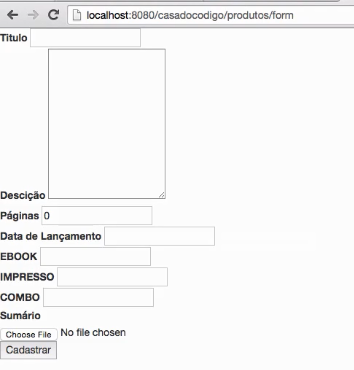 localhost:8080/casadocodigo/produtos/form
Titulo
Descição
Páginas 0
Data de Lançamento
EBOOK
IMPRESSO
COMBO
Sumário
Choose File No file chosen
Cadastrar